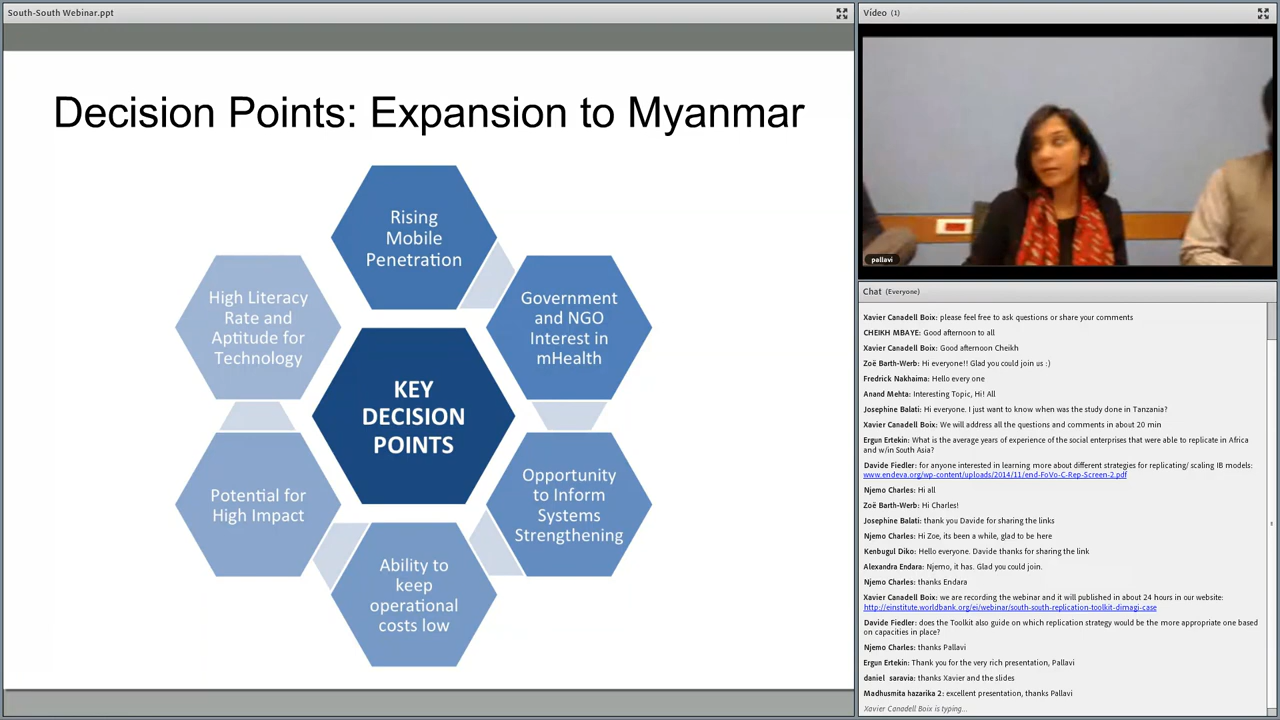 South-South Webinar.ppt
Decision Points: Expansion to Myanmar
Rising
Mobile
Penetration
Government
and NGO
Interest in
mHealth
Opportunity
to Inform
Systems
Strengthening
Ability to
keep
operational
costs low
Potential for
High Impact
High Literacy
Rate and
Aptitude for
Technology
KEY
DECISION
POINTS
Vídeo (1)
pallavi
Chat (Everyone)
Xavier Canadell Boix: please feel free to ask questions or share your comments
CHEIKH MBAYE: Good afternoon to all
Xavier Canadell Boix: Good afternoon Cheikh
Zoë Barth-Werb: Hi everyone!! Glad you could join us :)
Fredrick Nakhaima: Hello every one
Anand Mehta: Interesting Topic, Hi! All
Josephine Balati: Hi everyone. I just want to know when was the study done in Tanzania?
Xavier Canadell Boix: We will address all the questions and comments in about 20 min
Ergun Ertekin: What is the average years of experience of the social enterprises that were able to replicate in Africa
and w/in South Asia?
Davide Fiedler: for anyone interested in learning more about different strategies for replicating/ scaling IB models:
www.endeva.org/wp-content/uploads/2014/11/end-FoVo-C-Rep-Screen-2.pdf
Njemo Charles: Hi all
Zoë Barth-Werb: Hi Charles!
Josephine Balati: thank you Davide for sharing the links
Njemo Charles: Hi Zoe, its been a while, glad to be here
Kenbugul Diko: Hello everyone. Davide thanks for sharing the link
Alexandra Endara: Njemo, it has. Glad you could join.
Njemo Charles: thanks Endara
Xavier Canadell Boix: we are recording the webinar and it will published in about 24 hours in our website:
http://einstitute.worldbank.org/ei/webinar/south-south-replication-toolkit-dimagi-case
Davide Fiedler: does the Toolkit also guide on which replication strategy would be the more appropriate one based
on capacities in place?
Njemo Charles: thanks Pallavi
Ergun Ertekin: Thank you for the very rich presentation, Pallavi
daniel saravia: thanks Xavier and the slides
Madhusmita hazarika 2: excellent presentation, thanks Pallavi
Xavier Canadell Boix is typing...